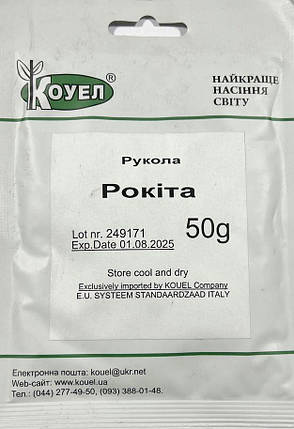 КОУЕЛ®
НАЙКРАЩЕ
НАСІННЯ
СВІТУ
Рукола
Рокіта
Lot nr. 249171
Exp.Date 01.08.2025
50g
Store cool and dry
Exclusively imported by KOUEL Company
E.U. SYSTEEM STANDAARDZAAD ITALY
Електронна пошта: kouel@ukr.net
Web-сайт: www.kouel.ua
Тел.: (044) 277-49-50, (093) 388-01-48.